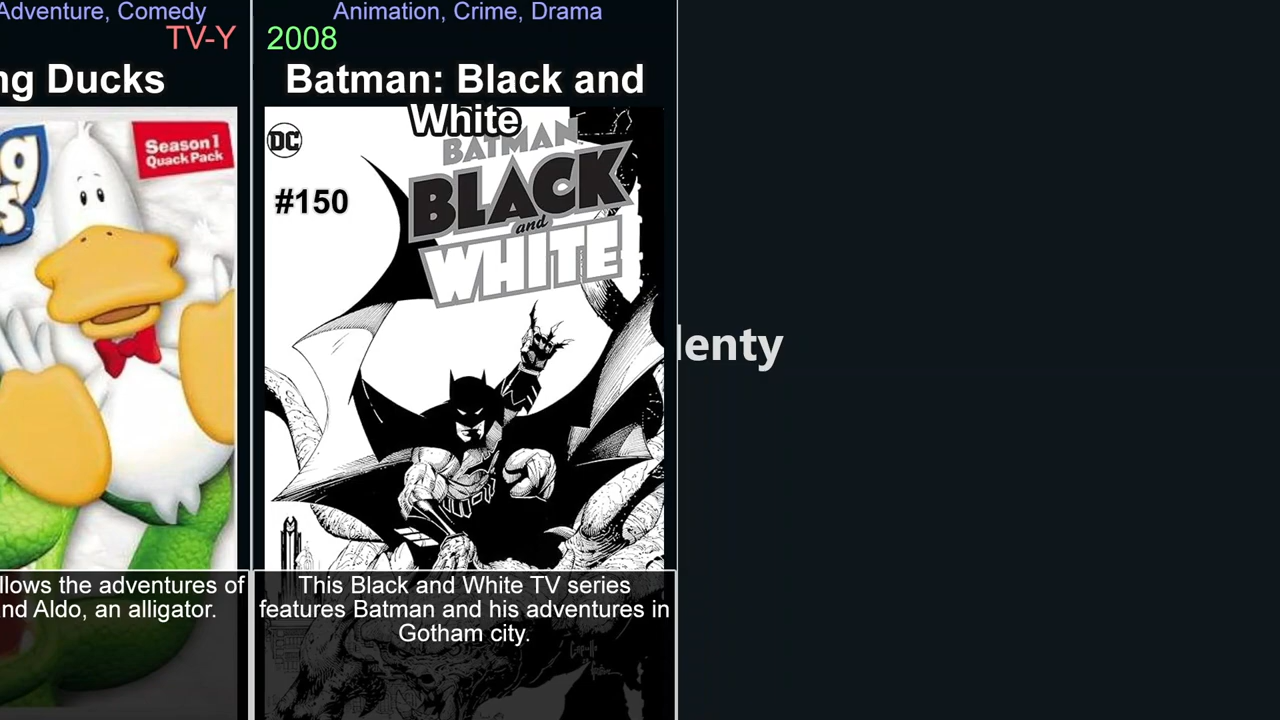 Adventure, Comedy
TV-Y
ng Ducks
Season 1
Quack Pack
g
s
llows the adventures of
nd Aldo, an alligator.
Animation, Crime, Drama
2008
Batman: Black and
White
DC
#150
BATMAN
BLACK
and
WHITE
This Black and White TV series
features Batman and his adventures in
Gotham city.
lenty